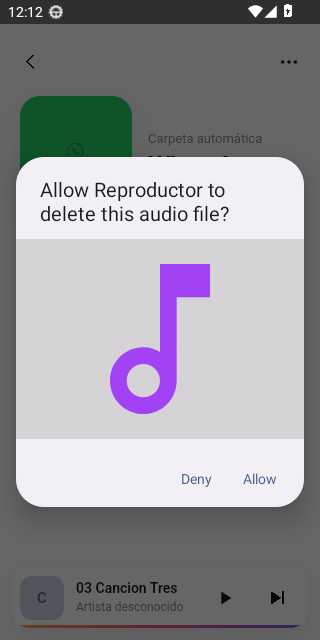 12:12
Carpeta automática
Allow Reproductor to
delete this audio file?
Deny
Allow
C
03 Cancion Tres
Artista desconocido